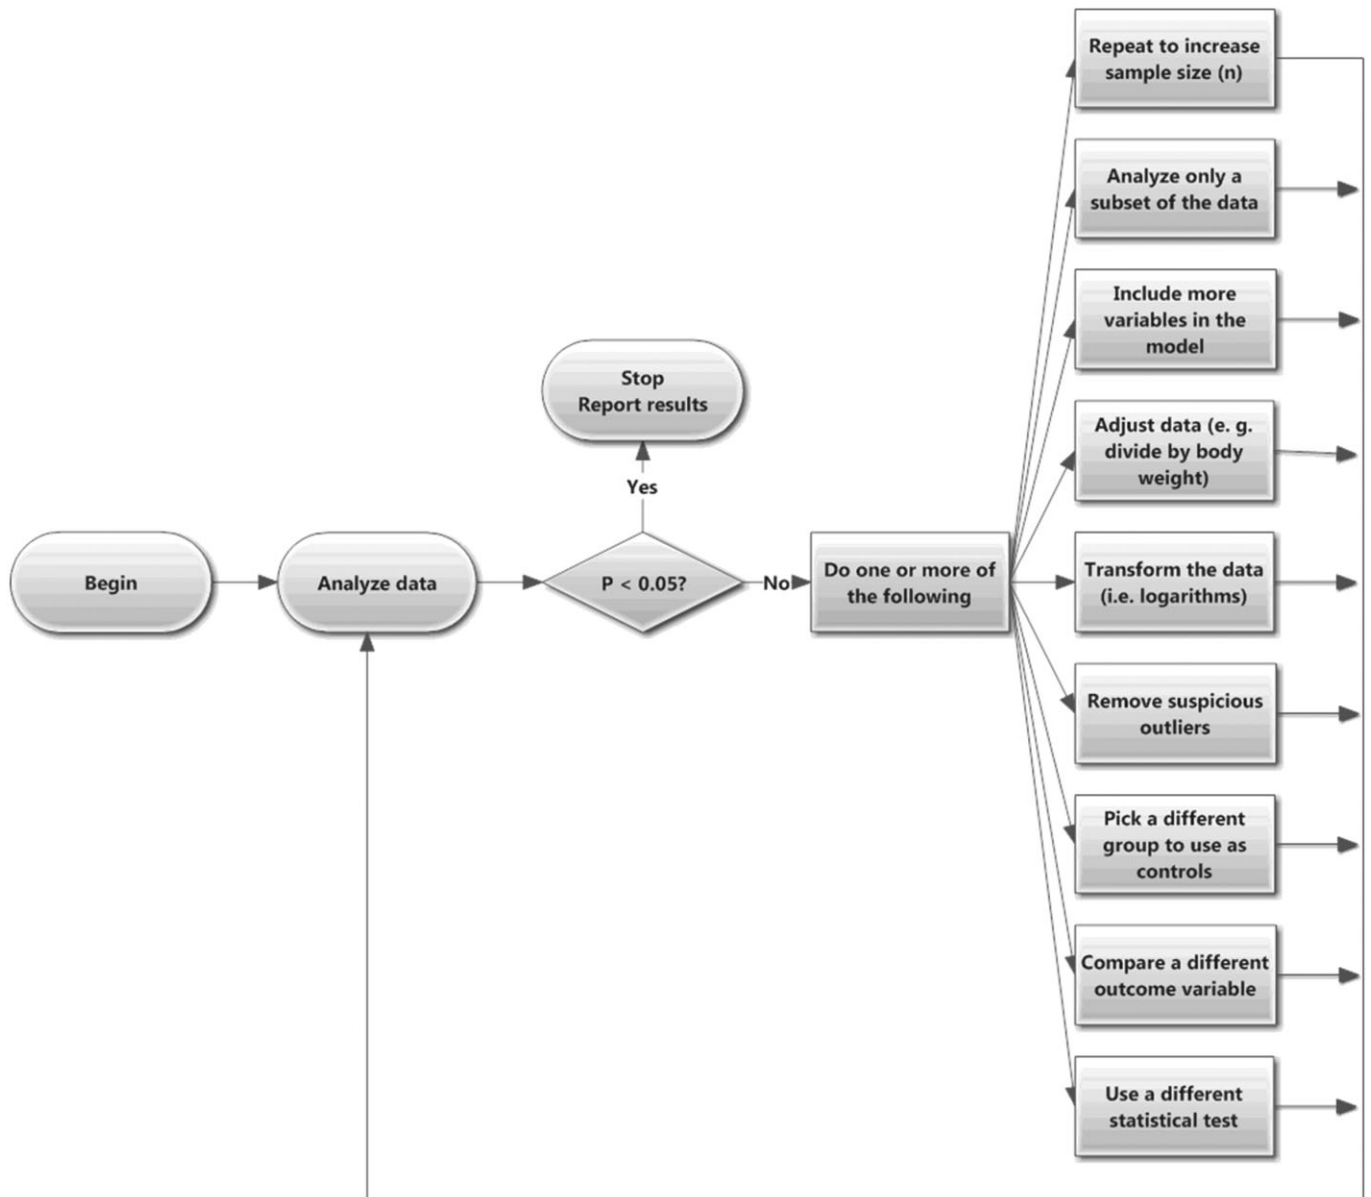 Begin
Analyze data
P < 0.05?
Yes
Stop
Report results
No
Do one or more of
the following
Repeat to increase
sample size (n)
Analyze only a
subset of the data
Include more
variables in the
model
Adjust data (e. g.
divide by body
weight)
Transform the data
(i.e. logarithms)
Remove suspicious
outliers
Pick a different
group to use as
controls
Compare a different
outcome variable
Use a different
statistical test